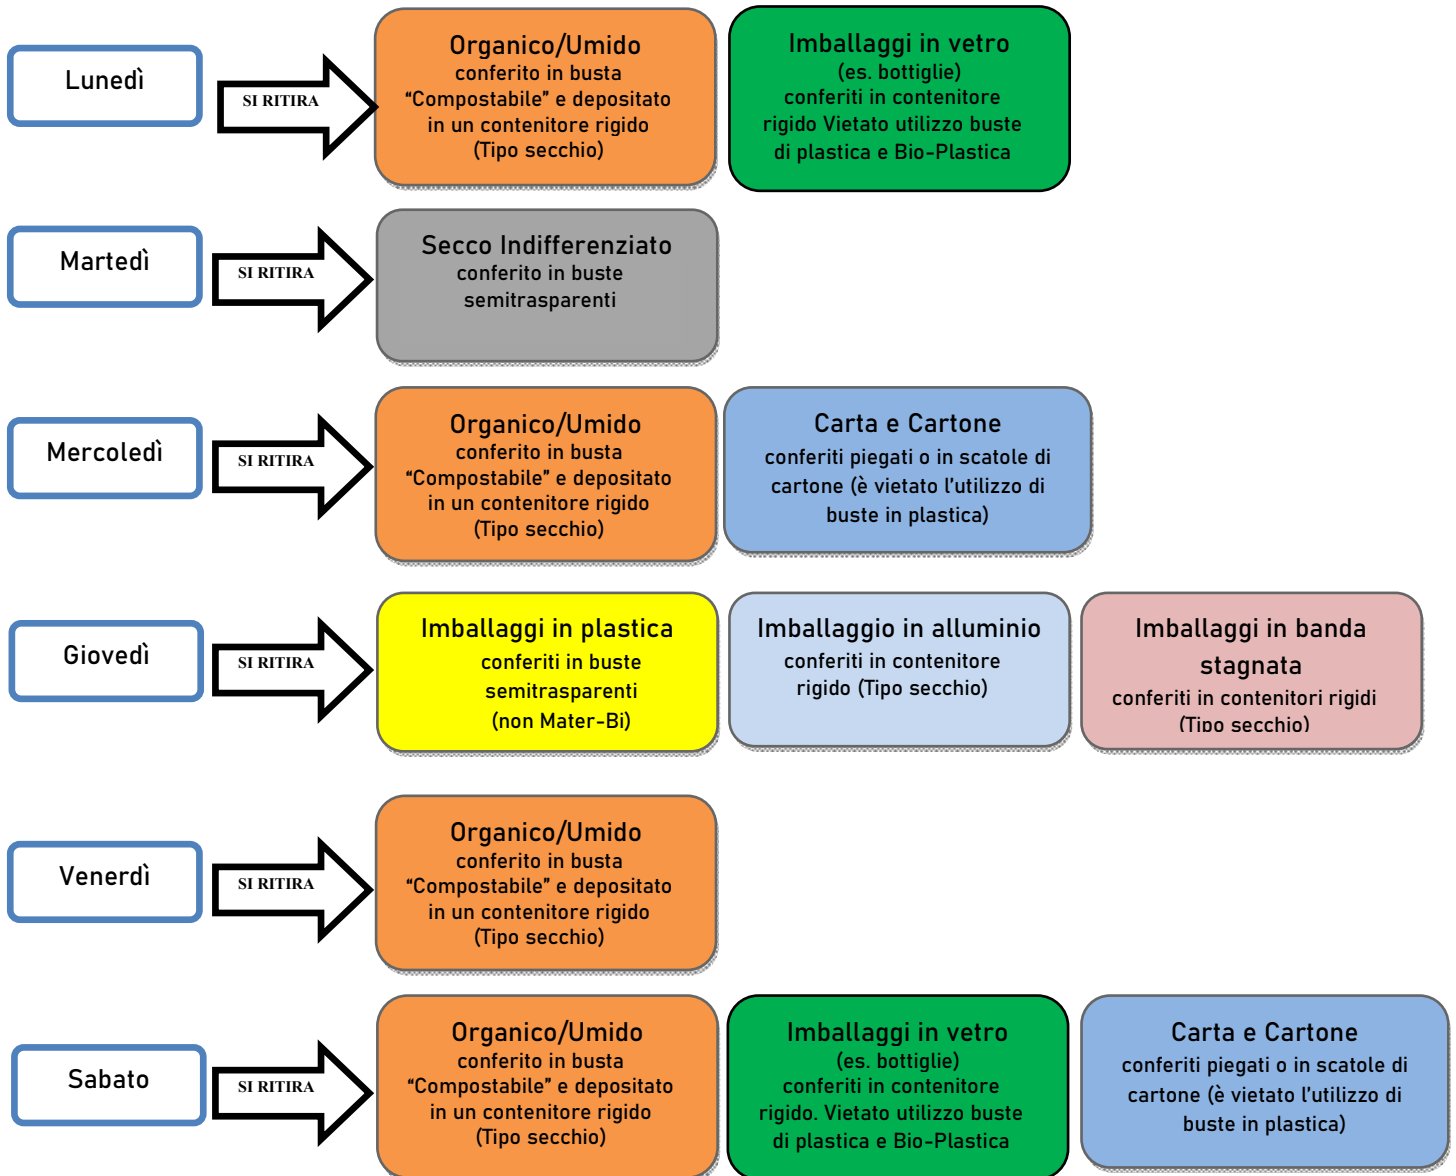 Lunedì
SI RITIRA
Organico/Umido
conferito in busta
“Compostabile” e depositato
in un contenitore rigido
(Tipo secchio)
Imballaggi in vetro
(es. bottiglie)
conferiti in contenitore
rigido Vietato utilizzo buste
di plastica e Bio-Plastica
Martedì
SI RITIRA
Secco Indifferenziato
conferito in buste
semitrasparenti
Mercoledì
SI RITIRA
Organico/Umido
conferito in busta
“Compostabile” e depositato
in un contenitore rigido
(Tipo secchio)
Carta e Cartone
conferiti piegati o in scatole di
cartone (è vietato l’utilizzo di
buste in plastica)
Giovedì
SI RITIRA
Imballaggi in plastica
conferiti in buste
semitrasparenti
(non Mater-Bi)
Imballaggio in alluminio
conferiti in contenitore
rigido (Tipo secchio)
Imballaggi in banda
stagnata
conferiti in contenitori rigidi
(Tipo secchio)
Venerdì
SI RITIRA
Organico/Umido
conferito in busta
“Compostabile” e depositato
in un contenitore rigido
(Tipo secchio)
Sabato
SI RITIRA
Organico/Umido
conferito in busta
“Compostabile” e depositato
in un contenitore rigido
(Tipo secchio)
Imballaggi in vetro
(es. bottiglie)
conferiti in contenitore
rigido. Vietato utilizzo buste
di plastica e Bio-Plastica
Carta e Cartone
conferiti piegati o in scatole di
cartone (è vietato l’utilizzo di
buste in plastica)